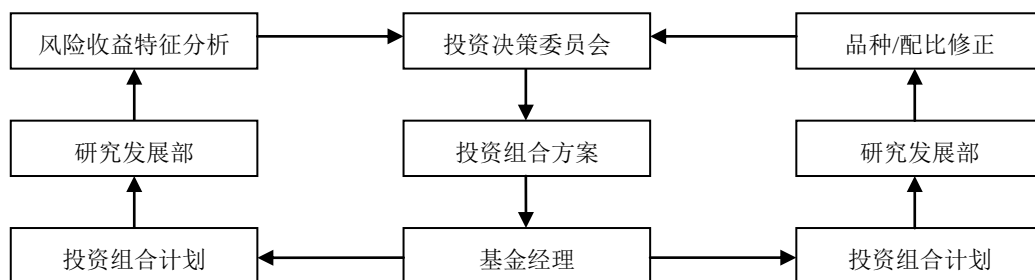 风险收益特征分析
投资决策委员会
品种/配比修正
研究发展部
投资组合方案
研究发展部
投资组合计划
基金经理
投资组合计划